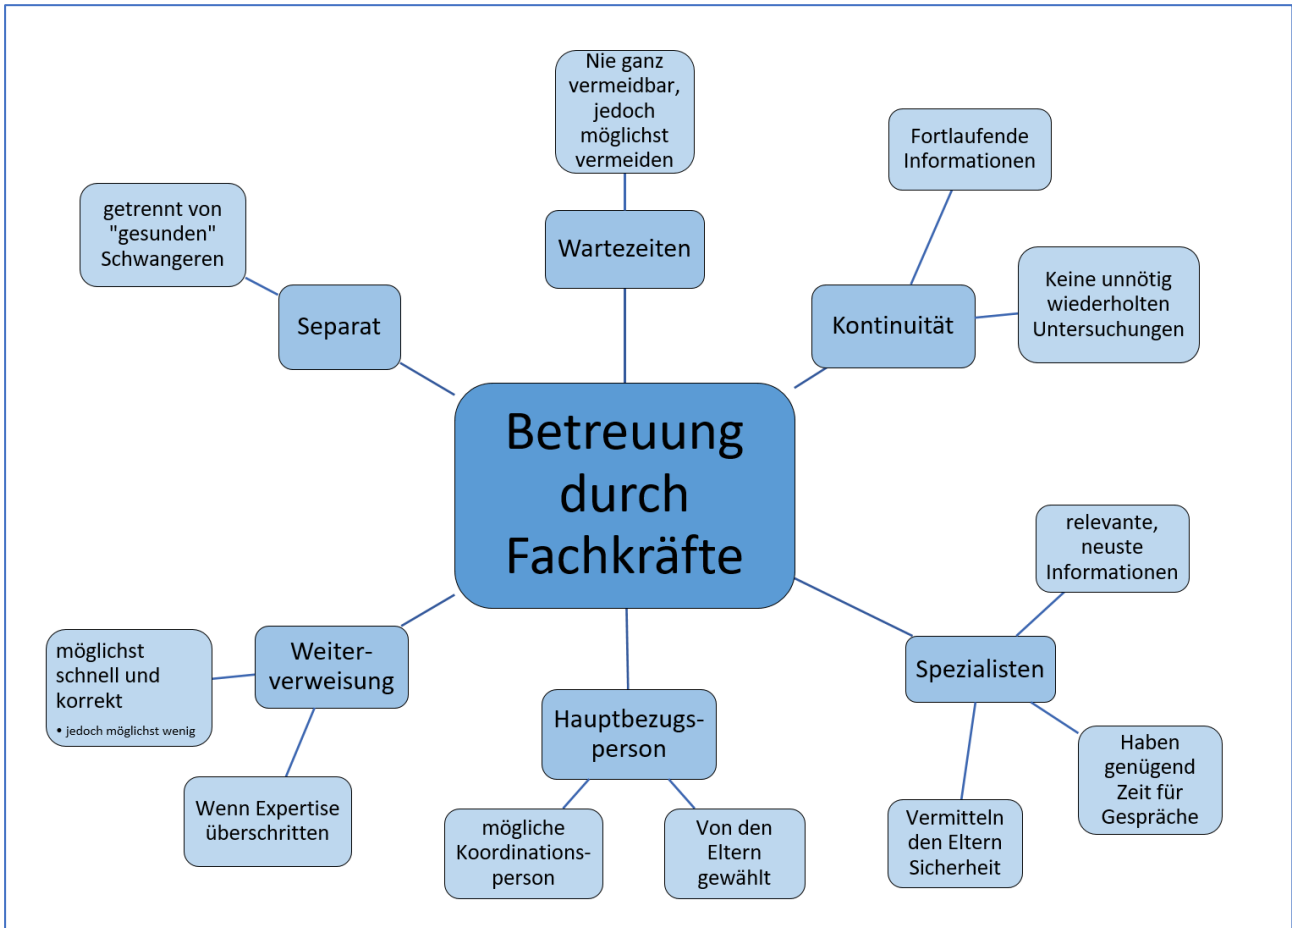 Nie ganz
vermeidbar,
jedoch
möglichst
vermeiden
Wartezeiten
Fortlaufende
Informationen
Keine unnötig
wiederholten
Untersuchungen
Kontinuität
getrennt von
"gesunden"
Schwangeren
Separat
Betreuung
durch
Fachkräfte
relevante,
neuste
Informationen
Spezialisten
Haben
genügend
Zeit für
Gespräche
Vermitteln
den Eltern
Sicherheit
Hauptbezugs-
person
Von den
Eltern
gewählt
mögliche
Koordinations-
person
Weiter-
verweisung
möglichst
schnell und
korrekt
• jedoch möglichst wenig
Wenn Expertise
überschritten